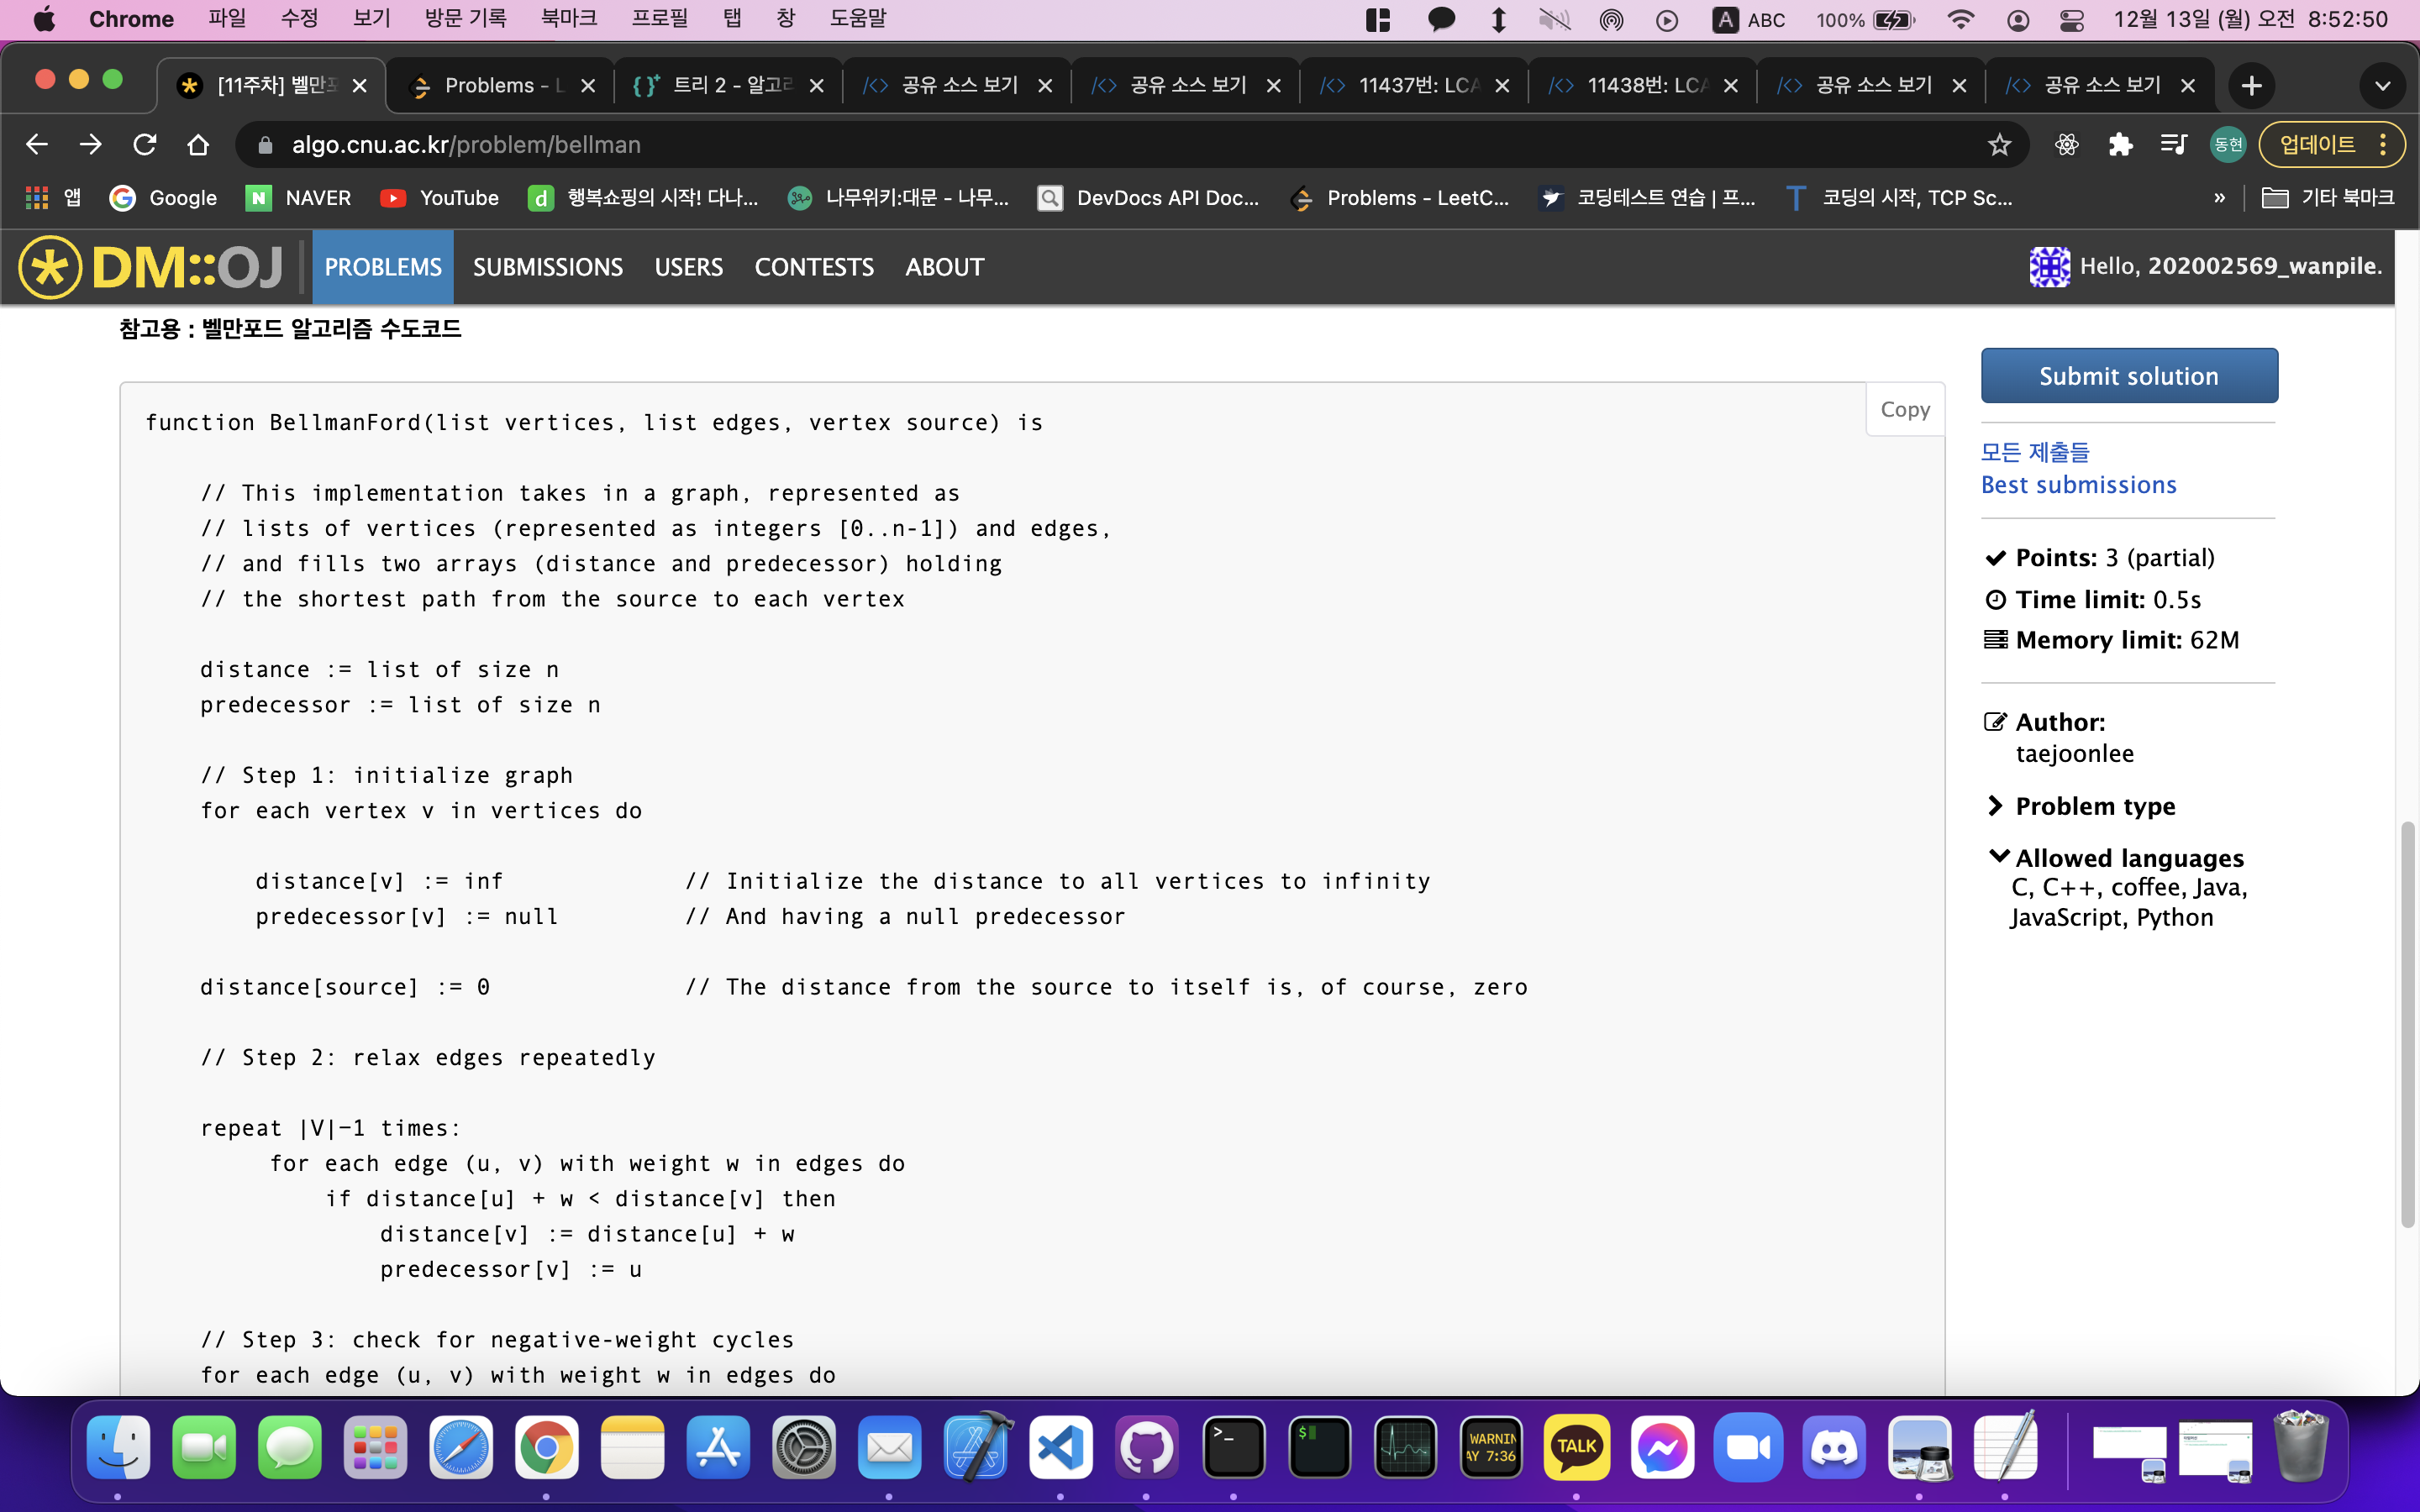 Chrome 파일 수정 보기 방문 기록 북마크 프로필 탭 창 도움말 A ABC 100% 12월 13일 (월) 오전 8:52:50
[11주차] 벨만 Problems - L 트리 2 - 알고 공유 소스 보기 공유 소스 보기 11437번: LCA 11438번: LCA 공유 소스 보기 공유 소스 보기
algo.cnu.ac.kr/problem/bellman 동현 업데이트
앱 Google N NAVER YouTube d 행복쇼핑의 시작! 다나... 나무위키:대문 - 나무... DevDocs API Doc... Problems - LeetC... 코딩테스트 연습 | 프... T 코딩의 시작, TCP Sc... » 기타 북마크
DM::OJ PROBLEMS SUBMISSIONS USERS CONTESTS ABOUT Hello, 202002569_wanpile.
참고용 : 벨만포드 알고리즘 수도코드
Copy
function BellmanFord(list vertices, list edges, vertex source) is
// This implementation takes in a graph, represented as
// lists of vertices (represented as integers [0..n-1]) and edges,
// and fills two arrays (distance and predecessor) holding
// the shortest path from the source to each vertex
distance := list of size n
predecessor := list of size n
// Step 1: initialize graph
for each vertex v in vertices do
distance[v] := inf // Initialize the distance to all vertices to infinity
predecessor[v] := null // And having a null predecessor
distance[source] := 0 // The distance from the source to itself is, of course, zero
// Step 2: relax edges repeatedly
repeat |V|−1 times:
for each edge (u, v) with weight w in edges do
if distance[u] + w < distance[v] then
distance[v] := distance[u] + w
predecessor[v] := u
// Step 3: check for negative-weight cycles
for each edge (u, v) with weight w in edges do
Submit solution
모든 제출들
Best submissions
Points: 3 (partial)
Time limit: 0.5s
Memory limit: 62M
Author:
taejoonlee
Problem type
Allowed languages
C, C++, coffee, Java,
JavaScript, Python
>_
$
WARNIN
AY 7:36
TALK